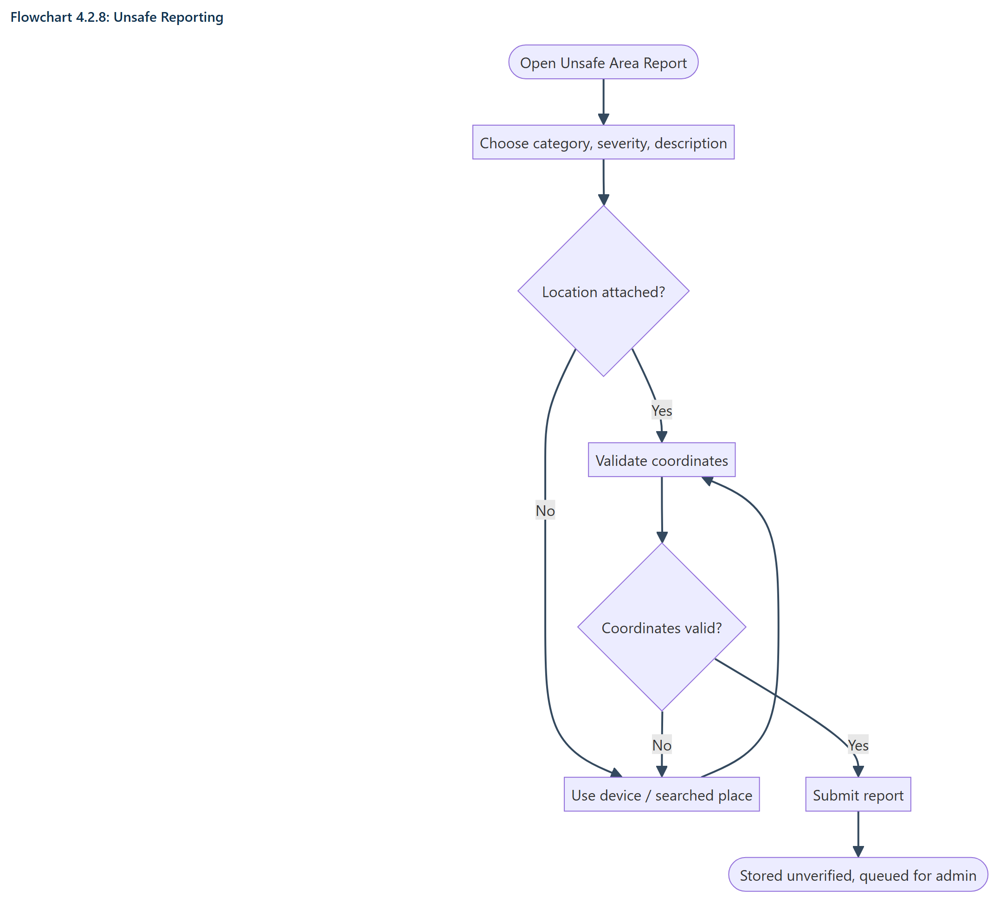 Flowchart 4.2.8: Unsafe Reporting
Open Unsafe Area Report
Choose category, severity, description
Location attached?
Yes
Validate coordinates
No
Coordinates valid?
No
Yes
Use device / searched place
Submit report
Stored unverified, queued for admin